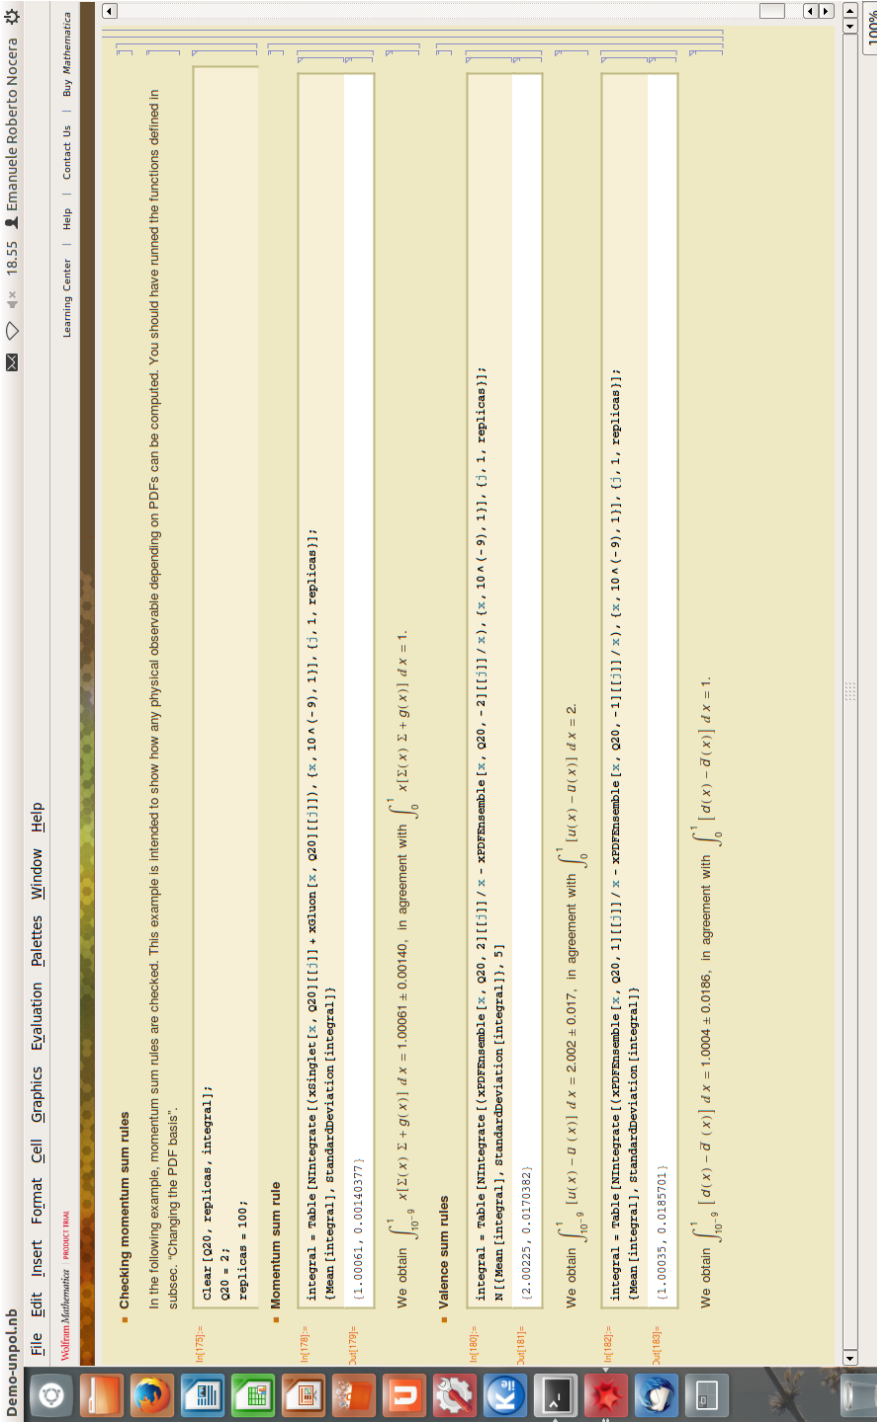 Demo-unpol.nb
18.55 Emanuele Roberto Nocera
File Edit Insert Format Cell Graphics Evaluation Palettes Window Help
Wolfram Mathematica | PRODUCT TRIAL
Learning Center | Help | Contact Us | Buy Mathematica
Checking momentum sum rules
In the following example, momentum sum rules are checked. This example is intended to show how any physical observable depending on PDFs can be computed. You should have runned the functions defined in
subsec. "Changing the PDF basis".
In[175]:= clear[Q20, replicas, integral];
Q20 = 2;
replicas = 100;
Momentum sum rule
In[178]:= integral = Table[NIntegrate[(xSinglet[x, Q20][[j]] + xGluon[x, Q20][[j]]), {x, 10^(-9), 1}], {j, 1, replicas}];
{Mean[integral], StandardDeviation[integral]}
Out[179]= {1.00061, 0.00140377}
We obtain ∫_{10^-9}^1 x[Σ(x) Σ + g(x)] dx = 1.00061 ± 0.00140, in agreement with ∫_0^1 x[Σ(x) Σ + g(x)] dx = 1.
Valence sum rules
In[180]:= integral = Table[NIntegrate[(xPDFEnsemble[x, Q20, 2][[j]]/x - xPDFEnsemble[x, Q20, -2][[j]]/x), {x, 10^(-9), 1}], {j, 1, replicas}];
N[{Mean[integral], StandardDeviation[integral]}, 5]
Out[181]= {2.00225, 0.0170382}
We obtain ∫_{10^-9}^1 [u(x) - ū(x)] dx = 2.002 ± 0.017, in agreement with ∫_0^1 [u(x) - ū(x)] dx = 2.
In[182]:= integral = Table[NIntegrate[(xPDFEnsemble[x, Q20, 1][[j]]/x - xPDFEnsemble[x, Q20, -1][[j]]/x), {x, 10^(-9), 1}], {j, 1, replicas}];
{Mean[integral], StandardDeviation[integral]}
Out[183]= {1.00035, 0.0185701}
We obtain ∫_{10^-9}^1 [d(x) - d̄(x)] dx = 1.0004 ± 0.0186, in agreement with ∫_0^1 [d(x) - d̄(x)] dx = 1.
100%